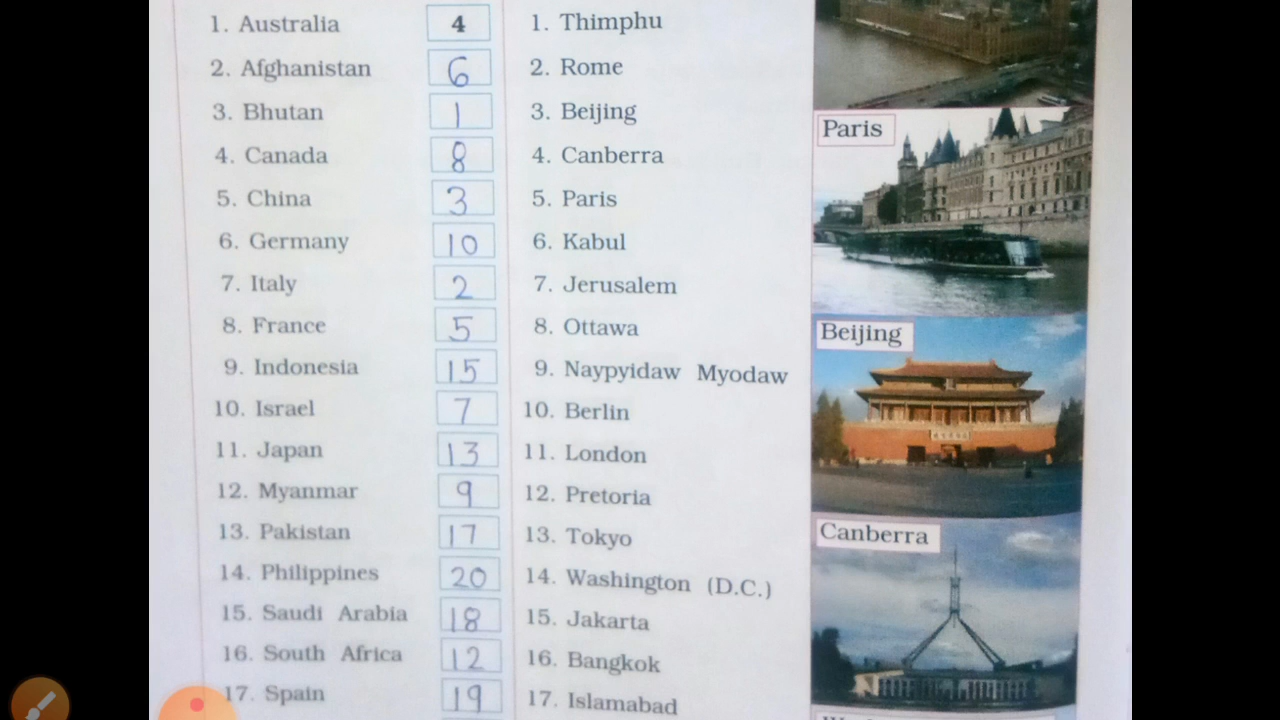 1. Australia 4 1. Thimphu
2. Afghanistan 6 2. Rome
3. Bhutan 1 3. Beijing
4. Canada 8 4. Canberra
5. China 3 5. Paris
6. Germany 10 6. Kabul
7. Italy 2 7. Jerusalem
8. France 5 8. Ottawa
9. Indonesia 15 9. Naypyidaw Myodaw
10. Israel 7 10. Berlin
11. Japan 13 11. London
12. Myanmar 9 12. Pretoria
13. Pakistan 17 13. Tokyo
14. Philippines 20 14. Washington (D.C.)
15. Saudi Arabia 18 15. Jakarta
16. South Africa 12 16. Bangkok
17. Spain 19 17. Islamabad
Paris
Beijing
Canberra